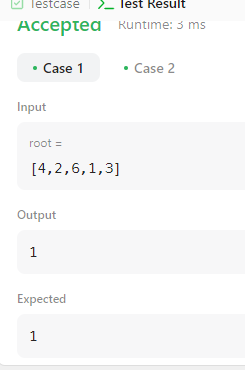 Testcase
Test Result
Accepted
Runtime: 3 ms
Case 1
Case 2
Input
root =
[4,2,6,1,3]
Output
1
Expected
1